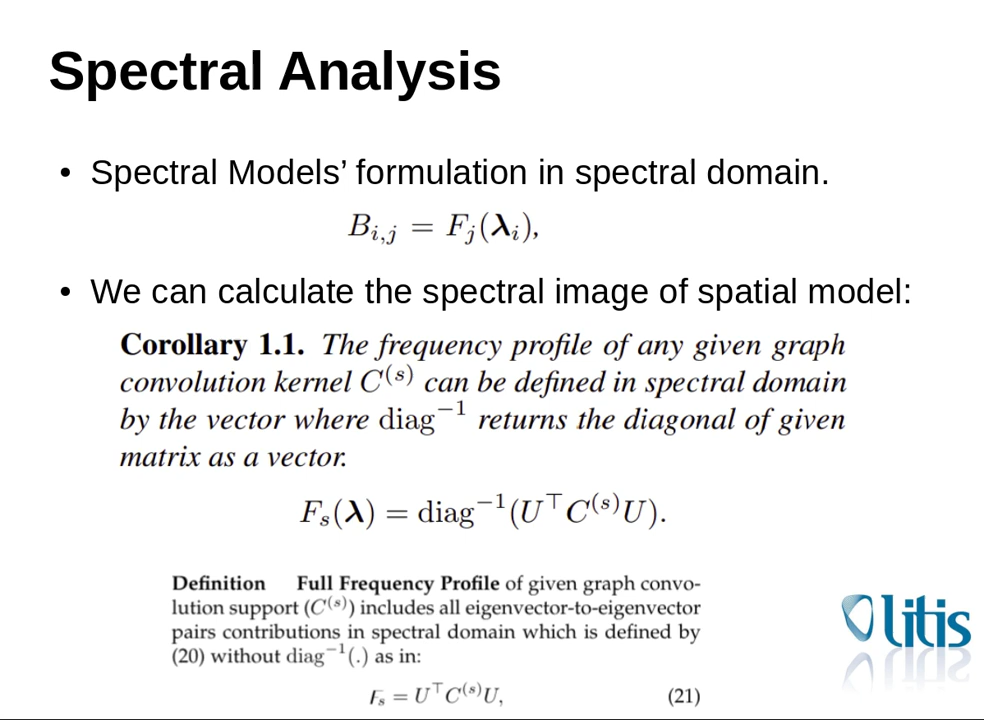 Spectral Analysis
• Spectral Models’ formulation in spectral domain.
B_{i,j} = F_j(λ_i),
• We can calculate the spectral image of spatial model:
Corollary 1.1. The frequency profile of any given graph
convolution kernel C^{(s)} can be defined in spectral domain
by the vector where diag^{-1} returns the diagonal of given
matrix as a vector.
F_s(λ) = diag^{-1}(U^⊤C^{(s)}U).
Definition Full Frequency Profile of given graph convo-
lution support (C^{(s)}) includes all eigenvector-to-eigenvector
pairs contributions in spectral domain which is defined by
(20) without diag^{-1}(.) as in:
F_s = U^⊤C^{(s)}U, (21)
litis